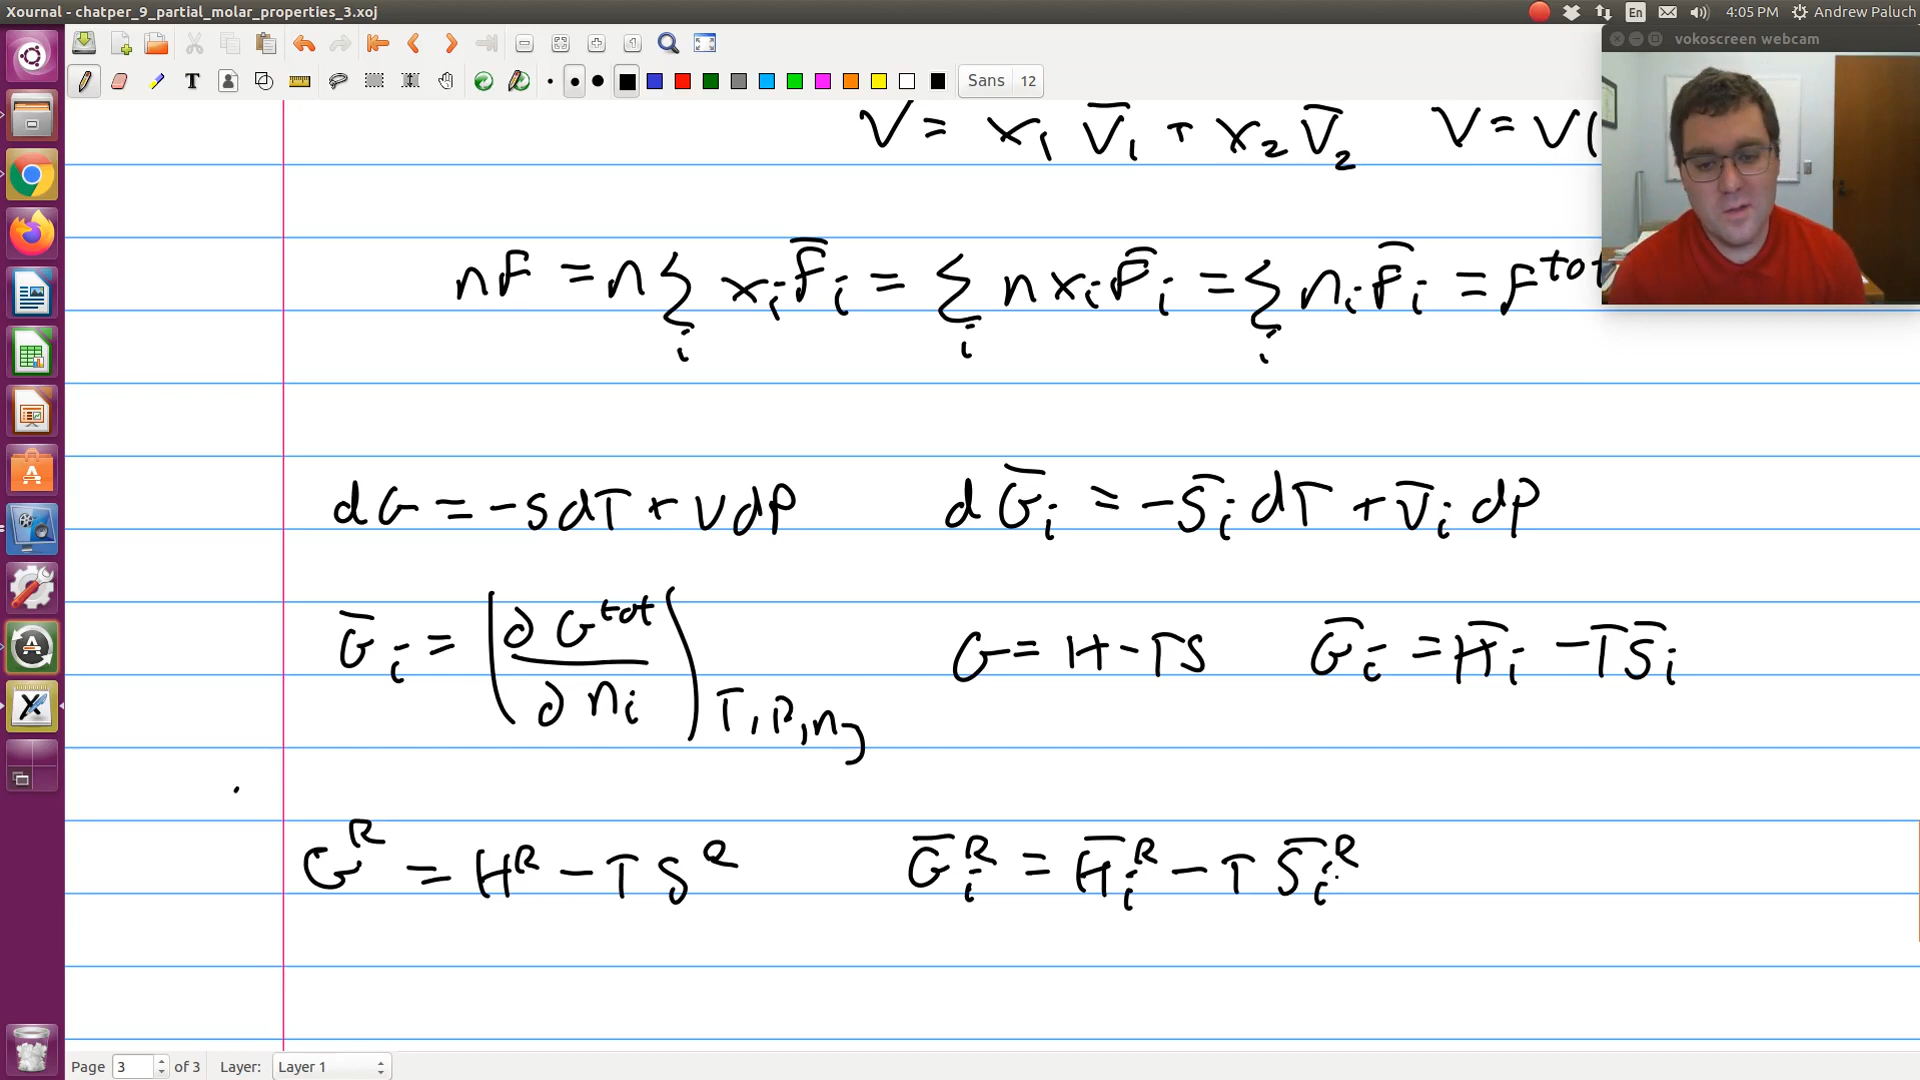 Xournal - chatper_9_partial_molar_properties_3.xoj
En 4:05 PM Andrew Paluch
vokoscreen webcam
Sans 12
V = x₁ V̄₁ + x₂ V̄₂ V = V(
nF = n Σᵢ xᵢ F̄ᵢ = Σᵢ n xᵢ F̄ᵢ = Σᵢ nᵢ F̄ᵢ = F^tot
dG = -SdT + VdP dḠᵢ = -S̄ᵢ dT + V̄ᵢ dP
Ḡᵢ = (∂G^tot / ∂nᵢ)_T,P,nj G = H - TS Ḡᵢ = H̄ᵢ - T̄S̄ᵢ
G^R = H^R - TS^R Ḡᵢ^R = H̄ᵢ^R - T S̄ᵢ^R
Page 3 of 3 Layer: Layer 1